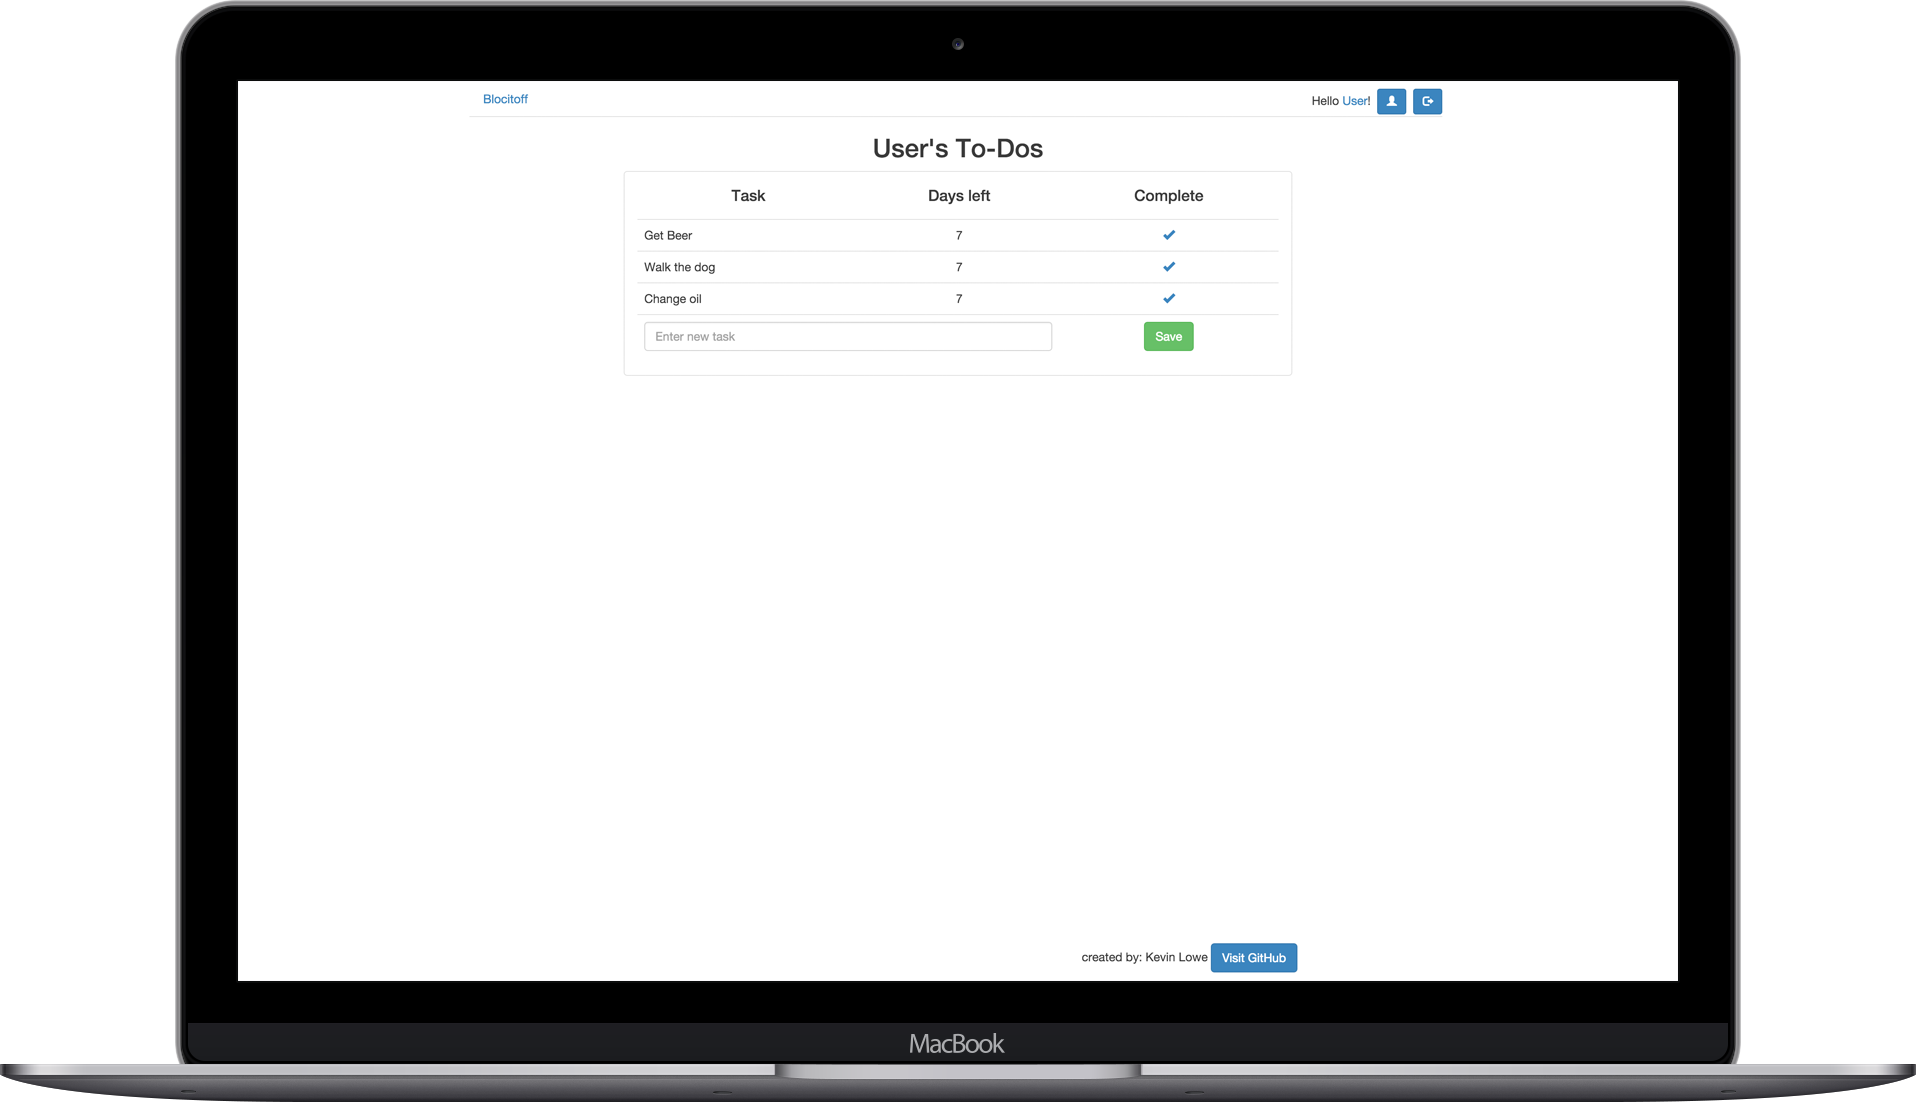 Blocitoff Hello User!
User's To-Dos
Task Days left Complete
Get Beer 7
Walk the dog 7
Change oil 7
Enter new task Save
created by: Kevin Lowe Visit GitHub
MacBook